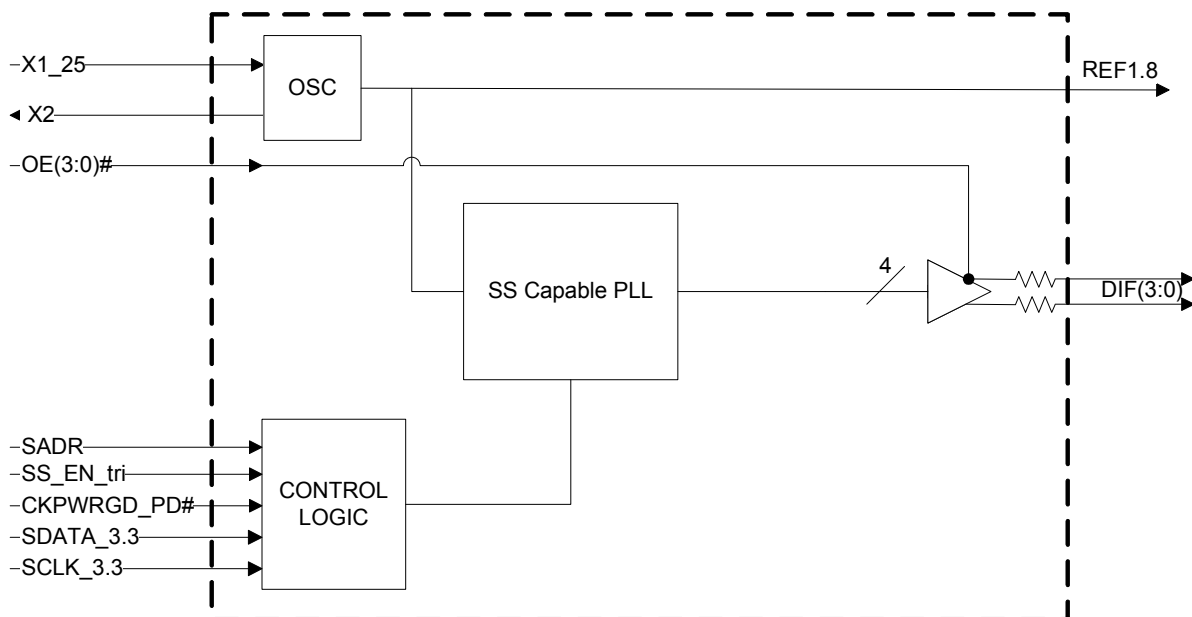 X1_25
OSC
REF1.8
X2
OE(3:0)#
4
SS Capable PLL
DIF(3:0)
SADR
SS_EN_tri
CKPWRGD_PD#
SDATA_3.3
SCLK_3.3
CONTROL
LOGIC